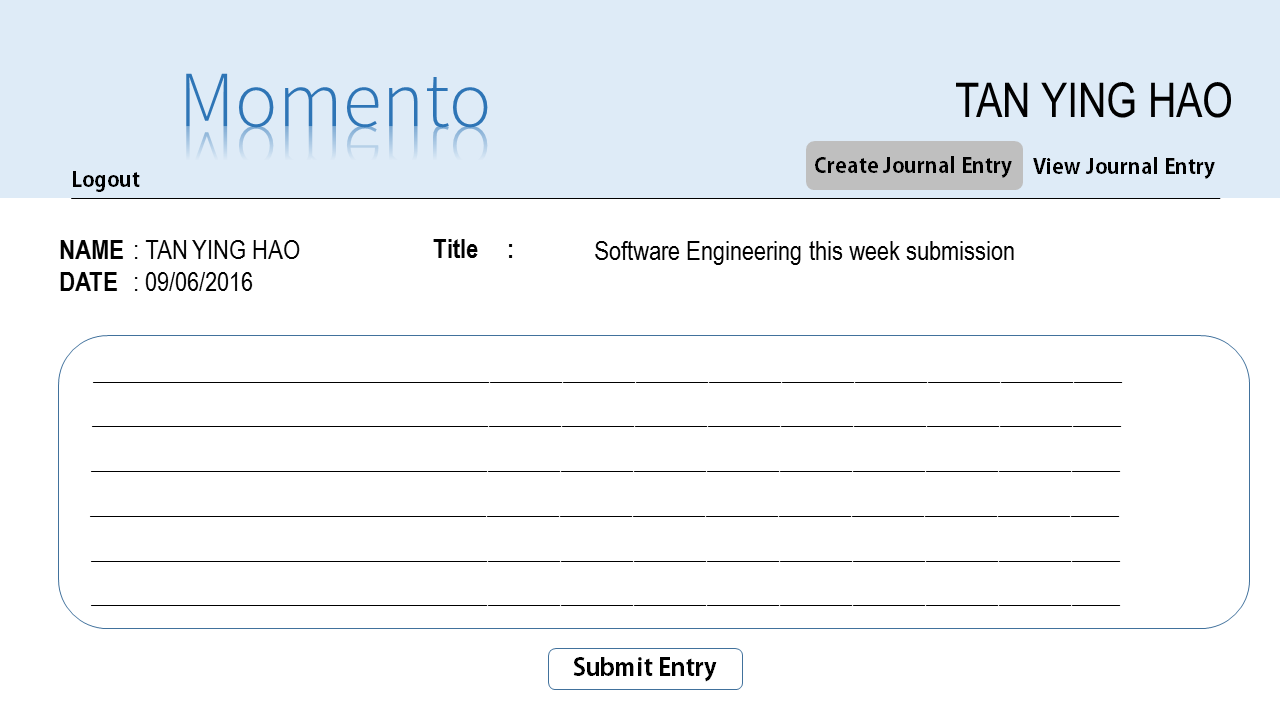 Momento
TAN YING HAO
Logout
Create Journal Entry View Journal Entry
NAME : TAN YING HAO Title : Software Engineering this week submission
DATE : 09/06/2016
Submit Entry